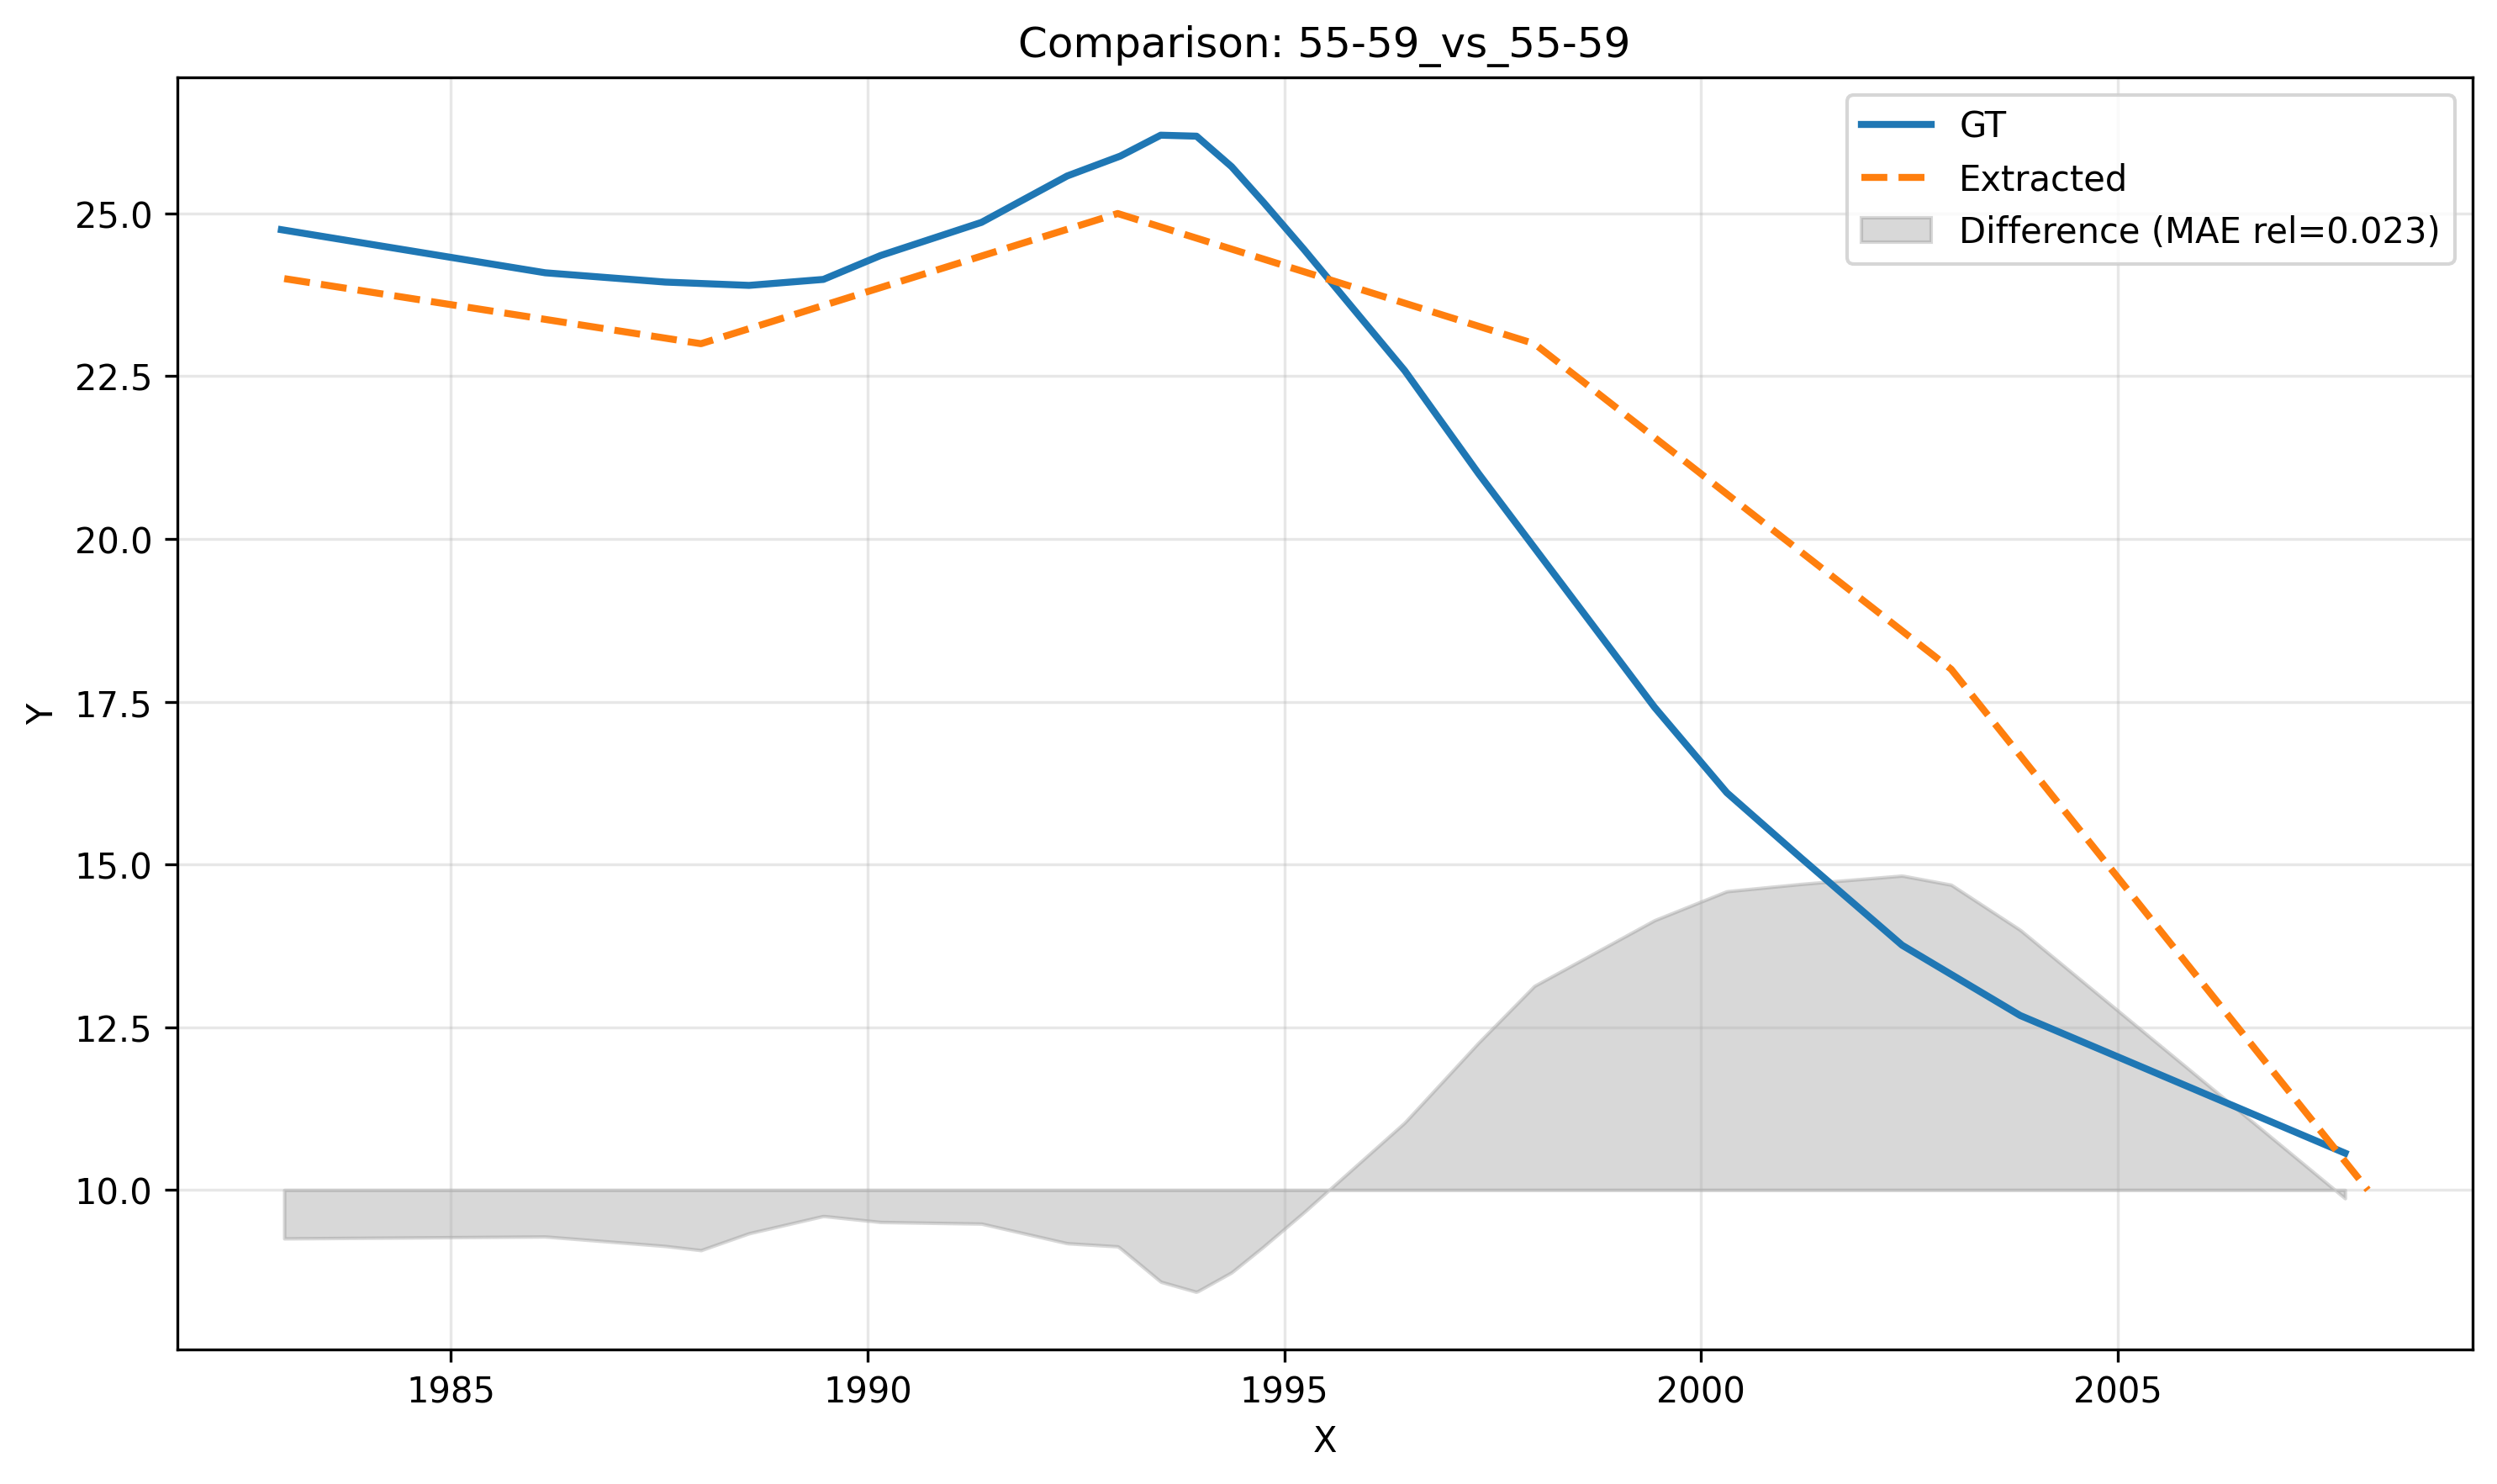 Comparison: 55-59_vs_55-59
GT
Extracted
Difference (MAE rel=0.023)
25.0
22.5
20.0
17.5
15.0
12.5
10.0
Y
1985
1990
1995
2000
2005
X